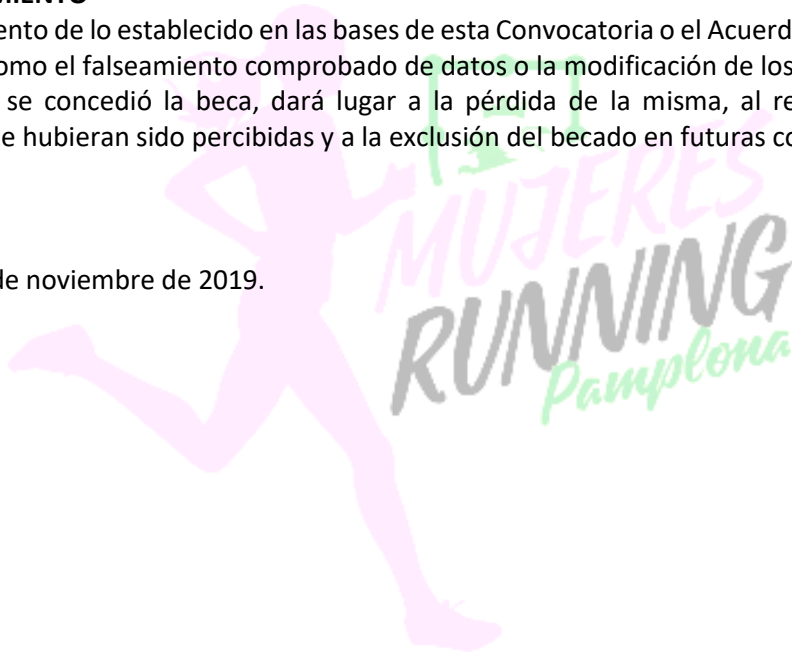 MIENTO
ento de lo establecido en las bases de esta Convocatoria o el Acuerd
omo el falseamiento comprobado de datos o la modificación de los
se concedió la beca, dará lugar a la pérdida de la misma, al re
e hubieran sido percibidas y a la exclusión del becado en futuras co
de noviembre de 2019.
MUJERES
RUNNING
Pamplona